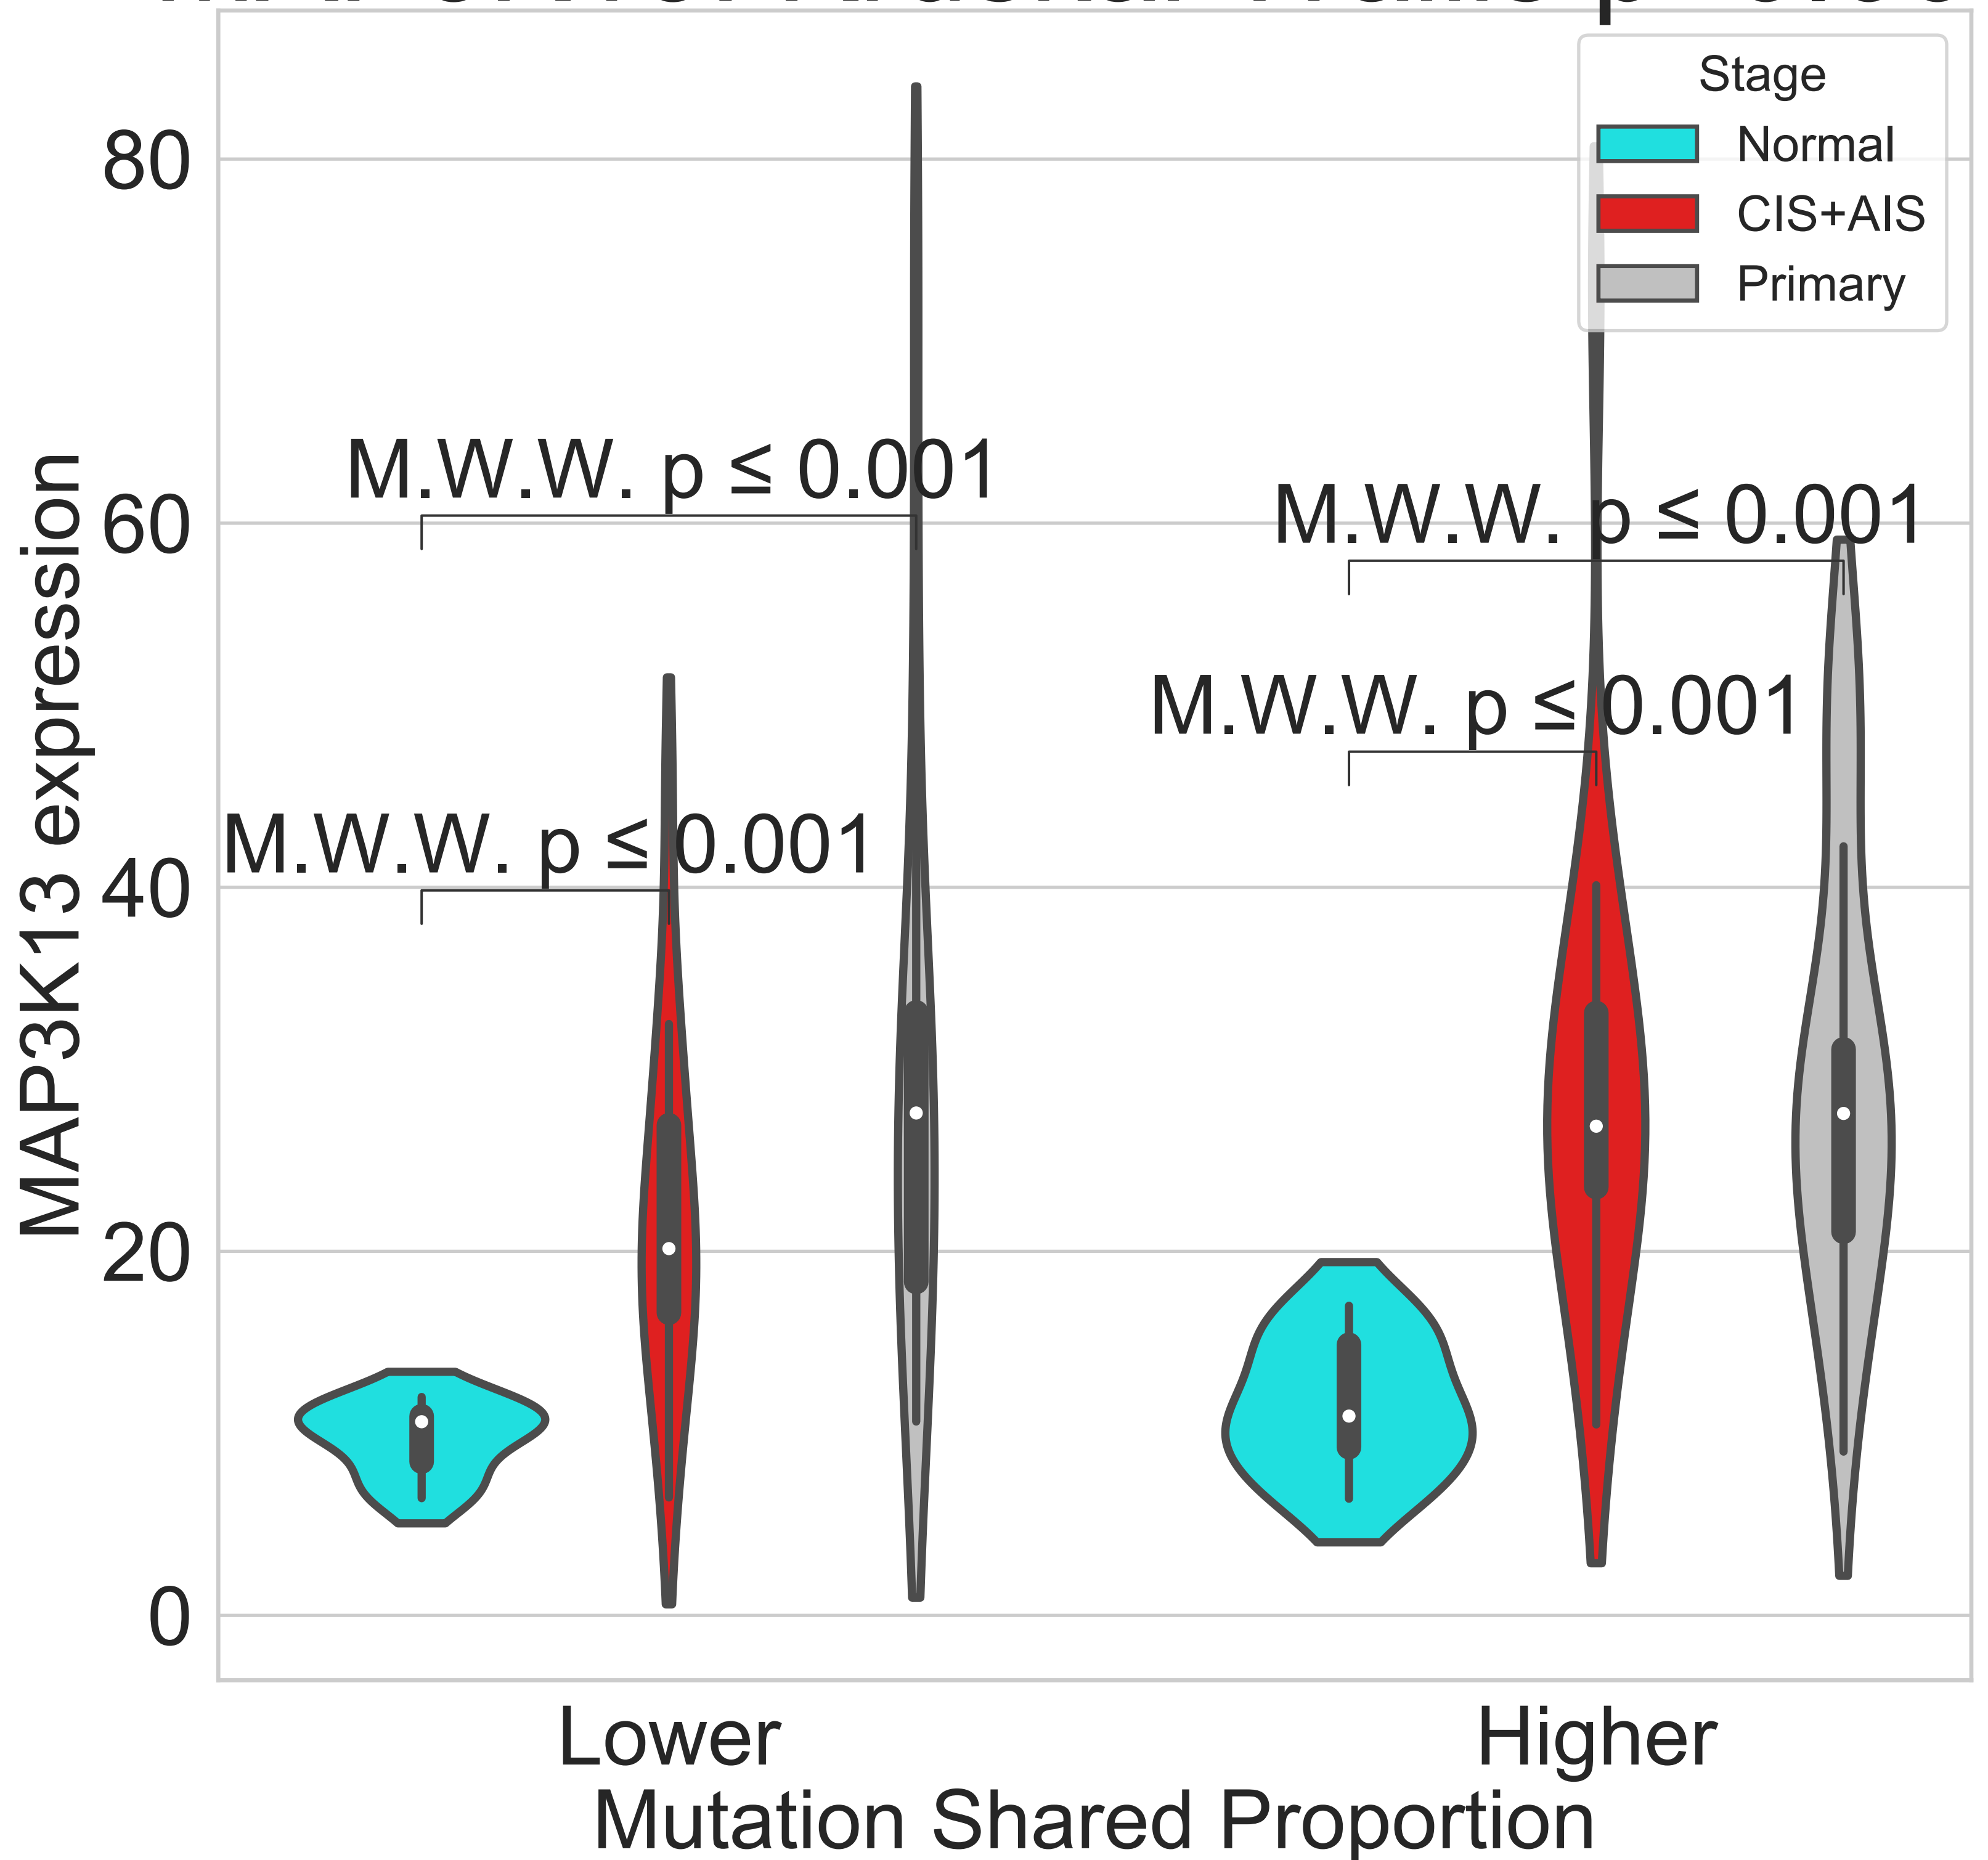 Stage
Normal
CIS+AIS
Primary
80
60
40
20
0
MAP3K13 expression
M.W.W. p ≤ 0.001
M.W.W. p ≤ 0.001
M.W.W. p ≤ 0.001
M.W.W. p ≤ 0.001
Lower
Higher
Mutation Shared Proportion